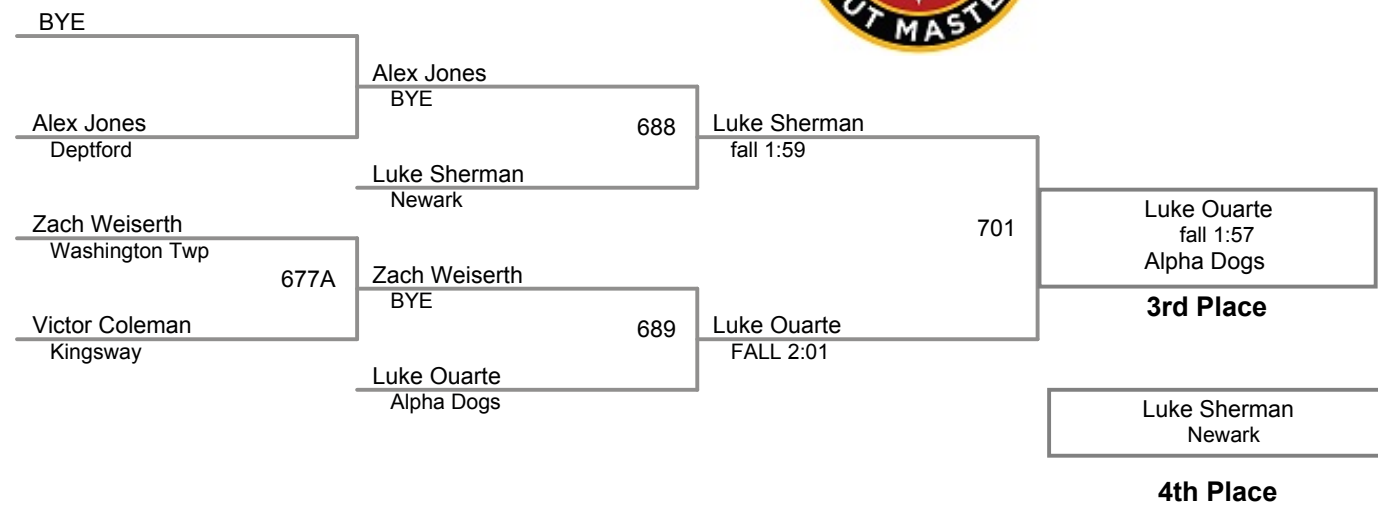 UT MASTE
BYE
Alex Jones
Deptford
Zach Weiserth
Washington Twp
677A
Victor Coleman
Kingsway
Alex Jones
BYE
688
Luke Sherman
Newark
Zach Weiserth
BYE
689
Luke Ouarte
Alpha Dogs
Luke Sherman
fall 1:59
701
Luke Ouarte
FALL 2:01
Luke Ouarte
fall 1:57
Alpha Dogs
3rd Place
Luke Sherman
Newark
4th Place